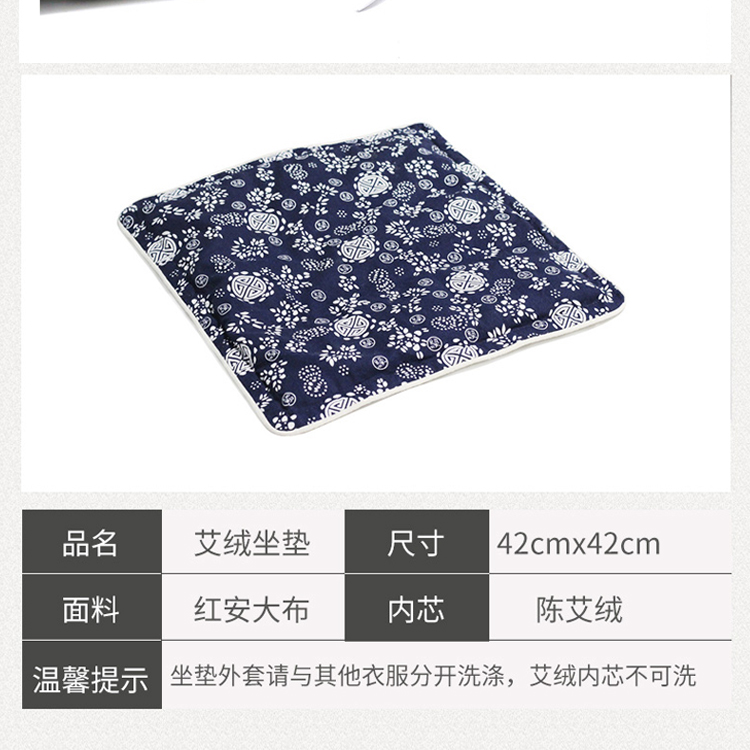 品名 艾绒坐垫 尺寸 42cmx42cm
面料 红安大布 内芯 陈艾绒
温馨提示 坐垫外套请与其他衣服分开洗涤，艾绒内芯不可洗